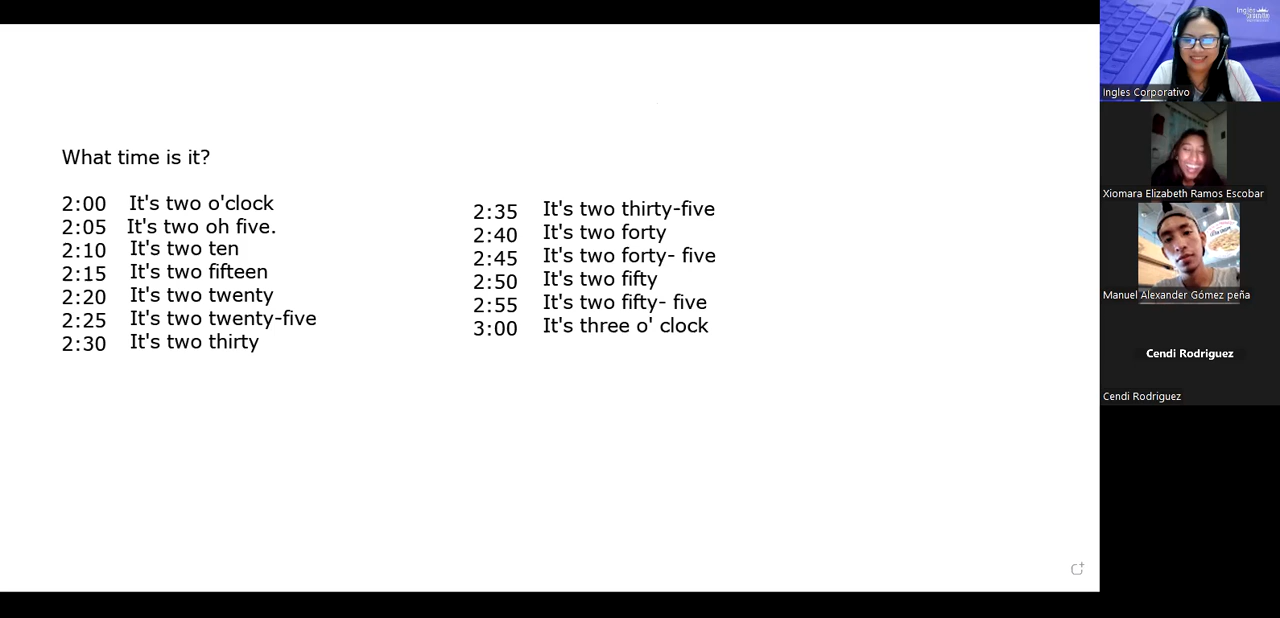 What time is it?
2:00 It's two o'clock
2:05 It's two oh five.
2:10 It's two ten
2:15 It's two fifteen
2:20 It's two twenty
2:25 It's two twenty-five
2:30 It's two thirty
2:35 It's two thirty-five
2:40 It's two forty
2:45 It's two forty- five
2:50 It's two fifty
2:55 It's two fifty- five
3:00 It's three o' clock
Ingles
Ingles Corporativo
Xiomara Elizabeth Ramos Escobar
Manuel Alexander Gómez peña
Cendi Rodriguez
Cendi Rodriguez